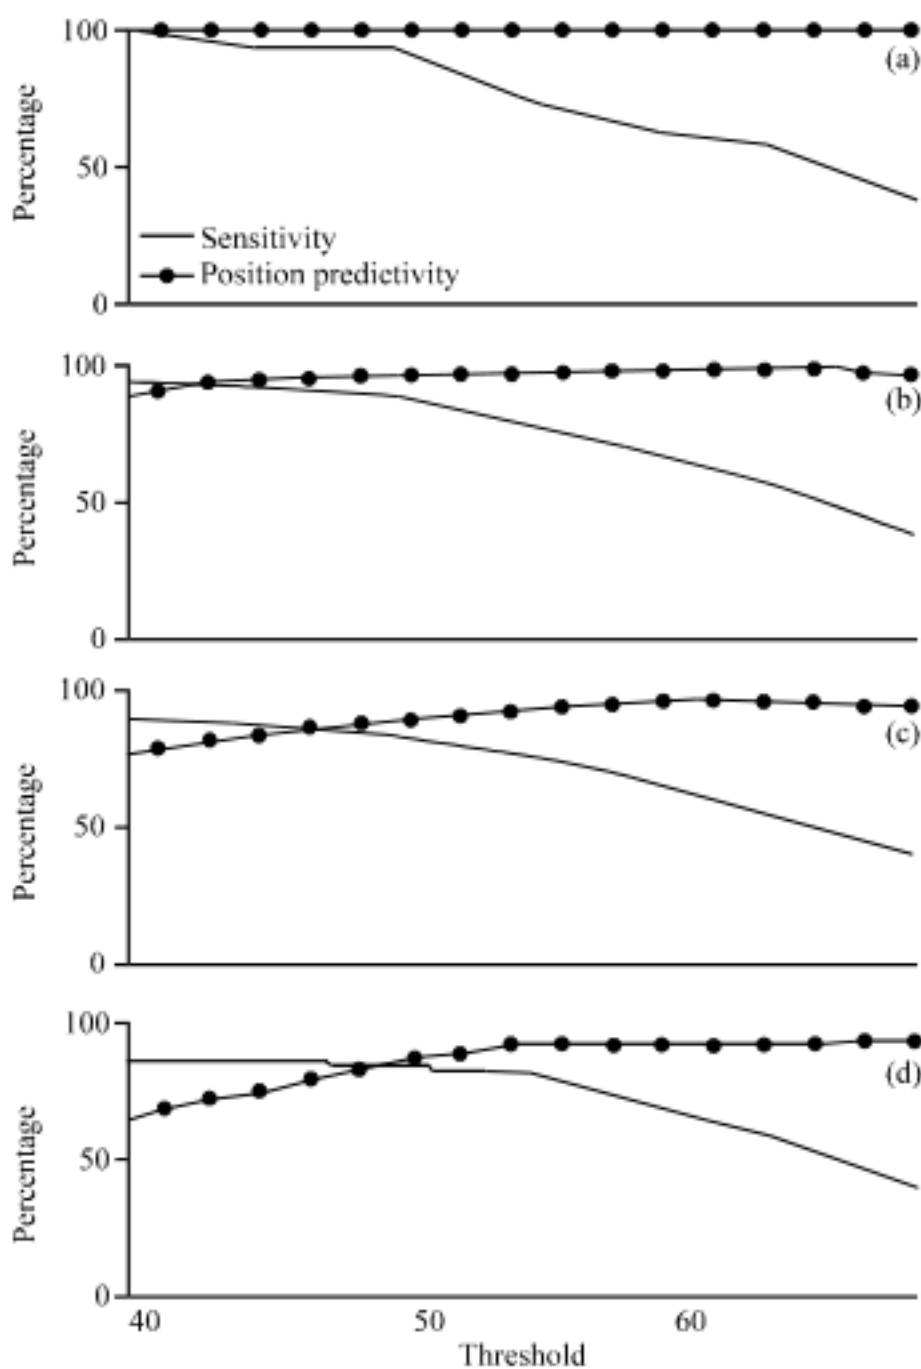 100
(a)
Percentage
50
Sensitivity
Position predictivity
0
100
(b)
Percentage
50
0
100
(c)
Percentage
50
0
100
(d)
Percentage
50
0
40 50 60
Threshold